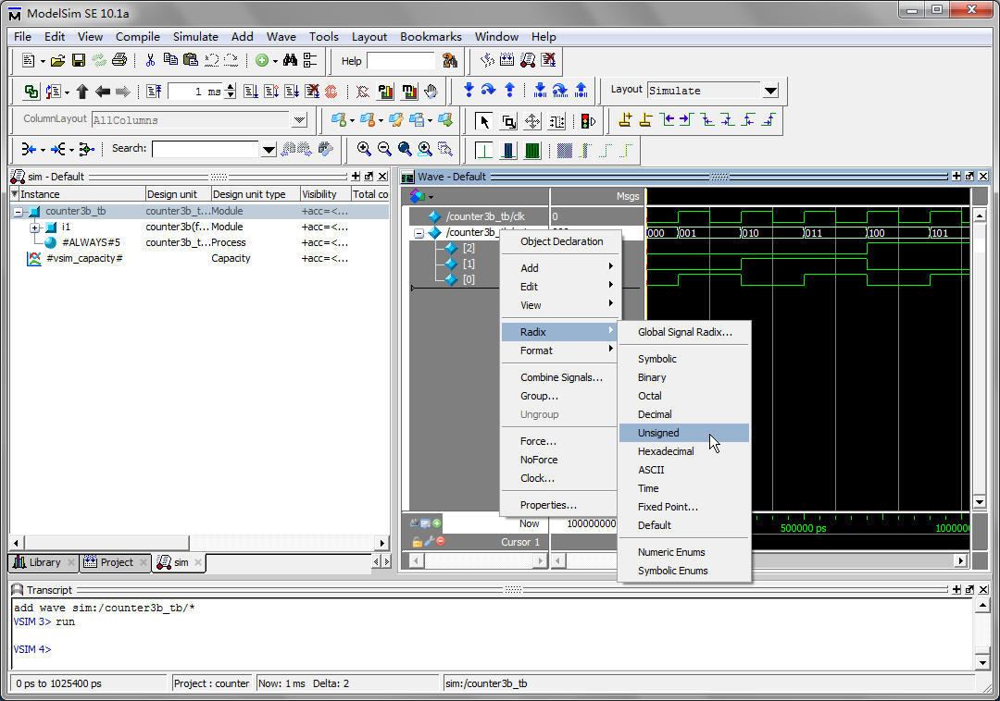 ModelSim SE 10.1a
File Edit View Compile Simulate Add Wave Tools Layout Bookmarks Window Help
Help
1 ms
Layout Simulate
ColumnLayout AllColumns
Search:
sim - Default
Wave - Default
Instance Design unit Design unit type Visibility Total co
counter3b_tb counter3b_t... Module +acc=<...
i1 counter3b(f... Module +acc=<...
#ALWAYS#5 counter3b_t... Process +acc=<...
#vsim_capacity# Capacity +acc=<...
Msgs
/counter3b_tb/clk 0
/counter3b_
000 001 010 011 100 101
[2]
[1]
[0]
Object Declaration
Add
Edit
View
Radix
Format
Combine Signals...
Group...
Ungroup
Force...
NoForce
Clock...
Properties...
Global Signal Radix...
Symbolic
Binary
Octal
Decimal
Unsigned
Hexadecimal
ASCII
Time
Fixed Point...
Default
Numeric Enums
Symbolic Enums
Now 100000000
Cursor 1
500000 ps 100000
Library Project sim
Transcript
add wave sim:/counter3b_tb/*
VSIM 3> run
VSIM 4>
0 ps to 1025400 ps Project : counter Now: 1 ms Delta: 2 sim:/counter3b_tb